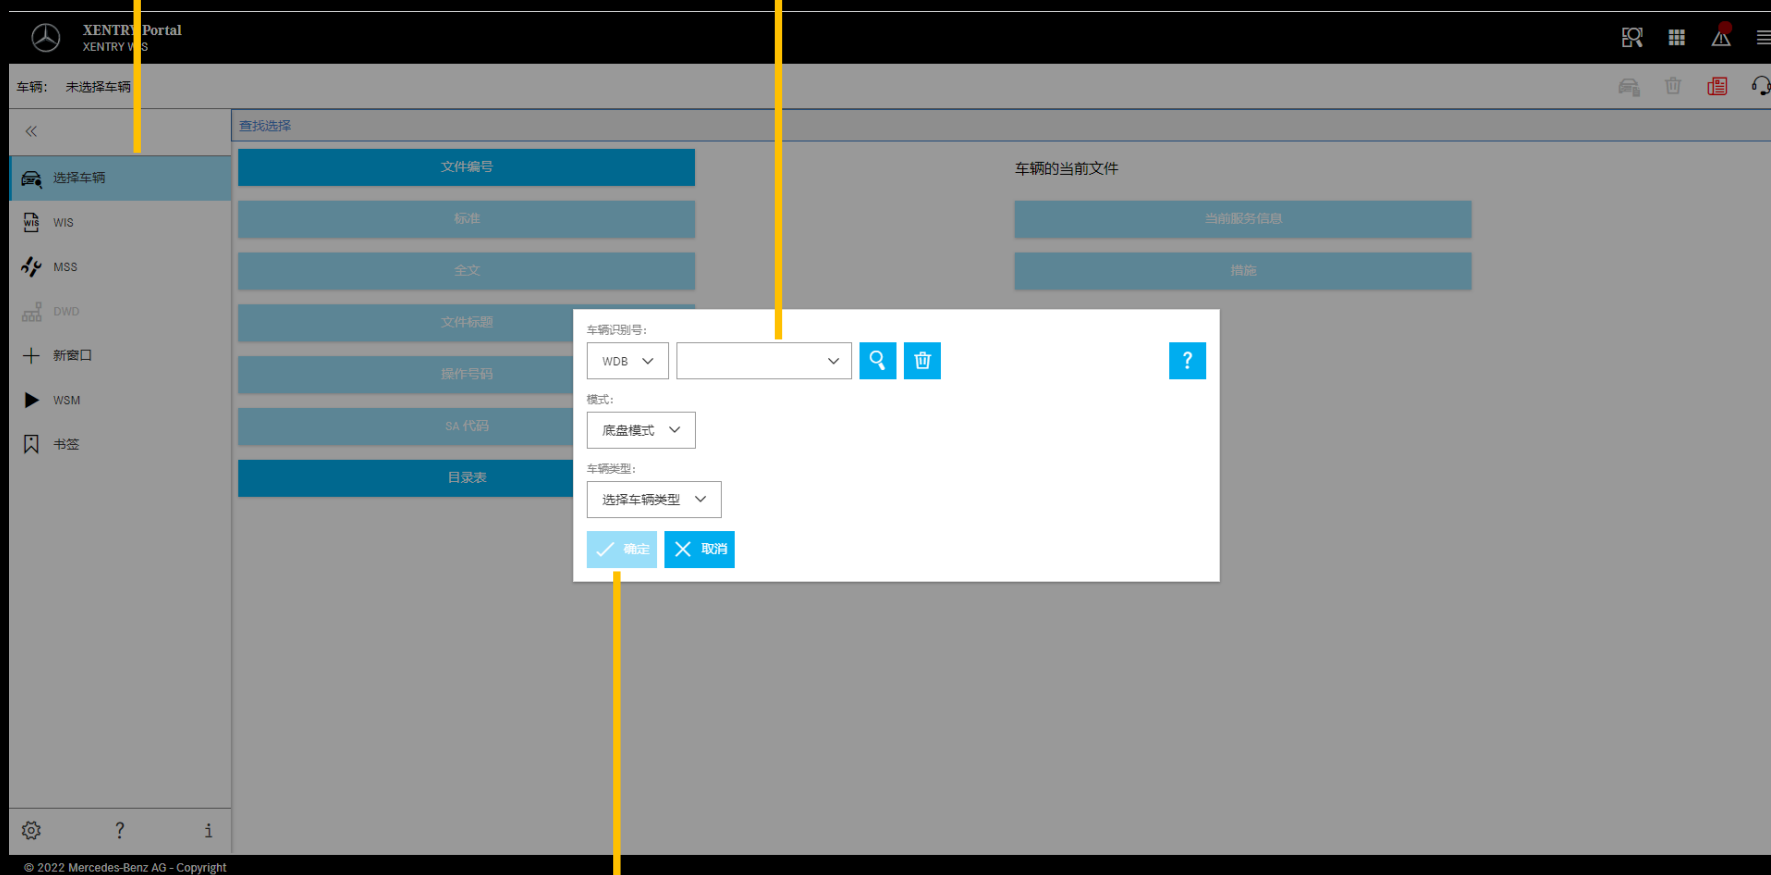 XENTRY Portal
XENTRY WIS
车辆: 未选择车辆
查找选择
选择车辆
WIS
MSS
DWD
新窗口
WSM
书签
文件编号
标准
全文
文件标题
操作号码
SA 代码
目录表
车辆的当前文件
当前服务信息
措施
车辆识别号:
WDB
?
模式:
底盘模式
车辆类型:
选择车辆类型
确定
取消
? i
© 2022 Mercedes-Benz AG - Copyright